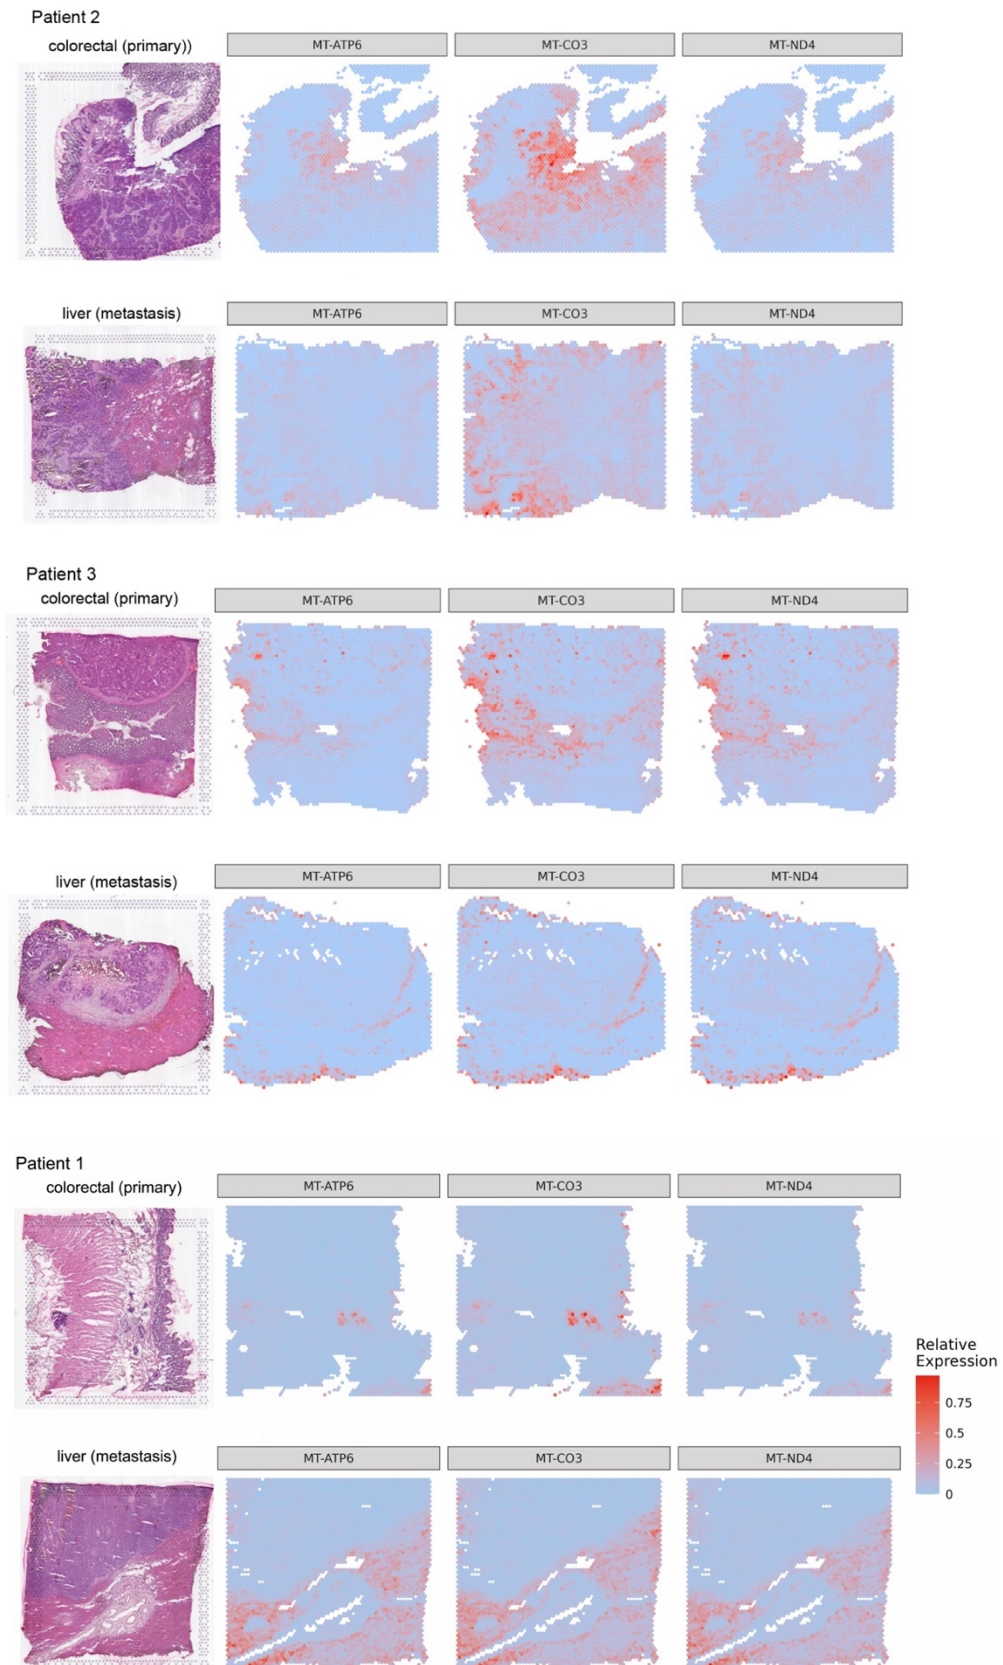 Patient 2
colorectal (primary))
MT-ATP6 MT-CO3 MT-ND4
liver (metastasis)
MT-ATP6 MT-CO3 MT-ND4
Patient 3
colorectal (primary)
MT-ATP6 MT-CO3 MT-ND4
liver (metastasis)
MT-ATP6 MT-CO3 MT-ND4
Patient 1
colorectal (primary)
MT-ATP6 MT-CO3 MT-ND4
Relative
Expression
0.75
0.5
0.25
0
liver (metastasis)
MT-ATP6 MT-CO3 MT-ND4